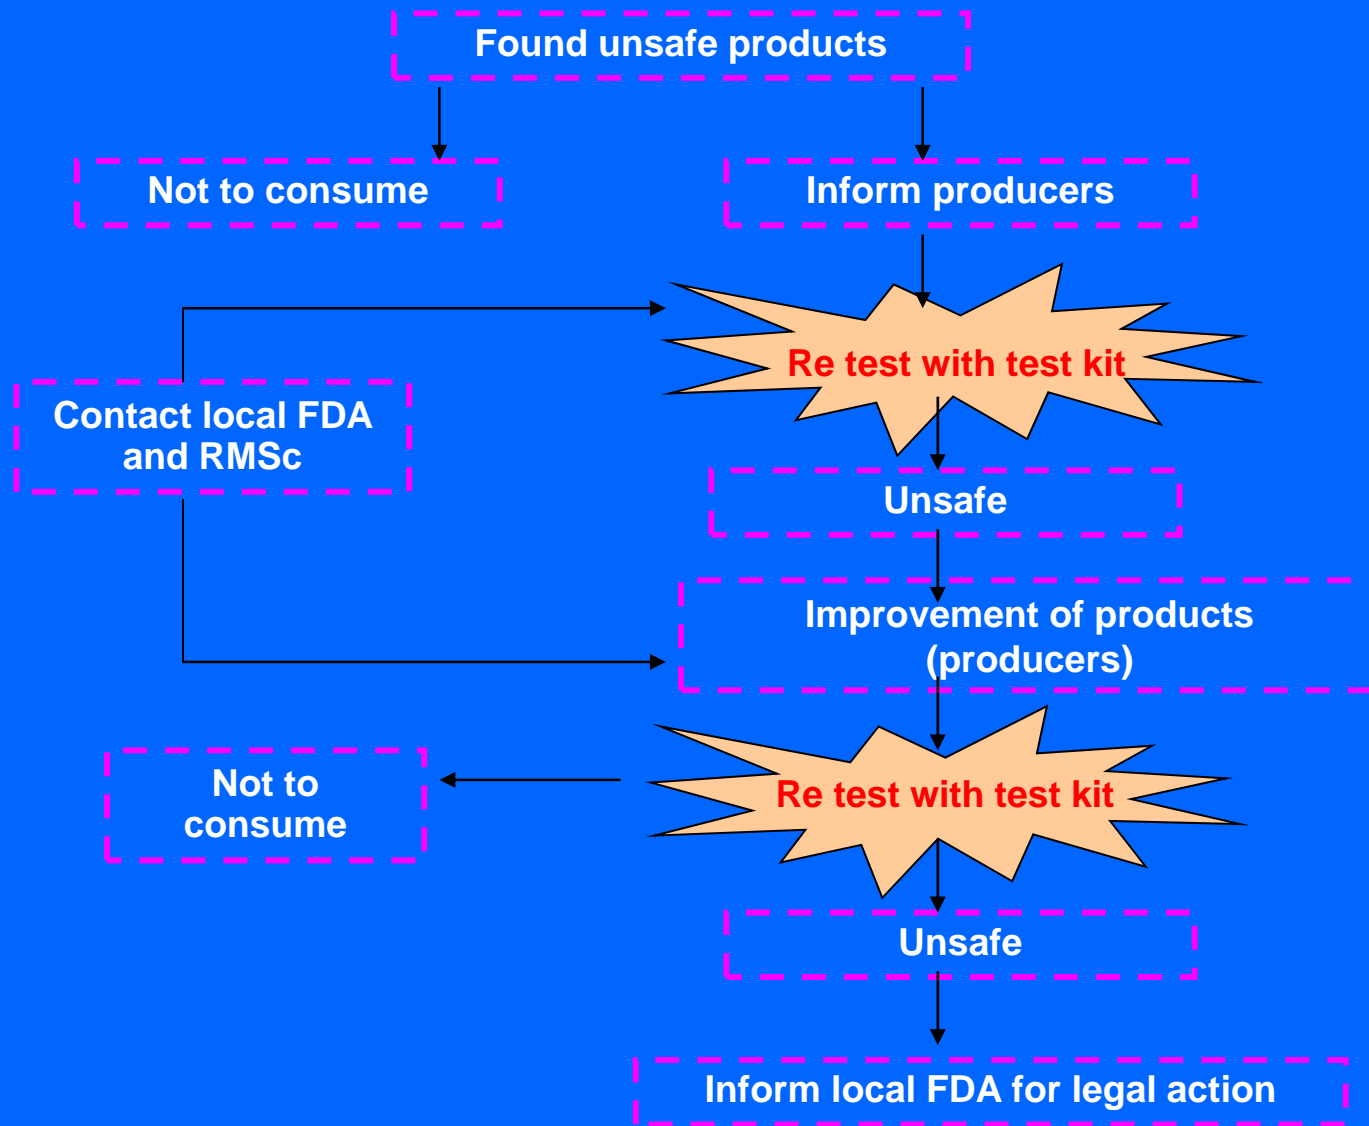 Found unsafe products
Not to consume
Inform producers
Re test with test kit
Contact local FDA
and RMSc
Unsafe
Improvement of products
(producers)
Re test with test kit
Not to
consume
Unsafe
Inform local FDA for legal action